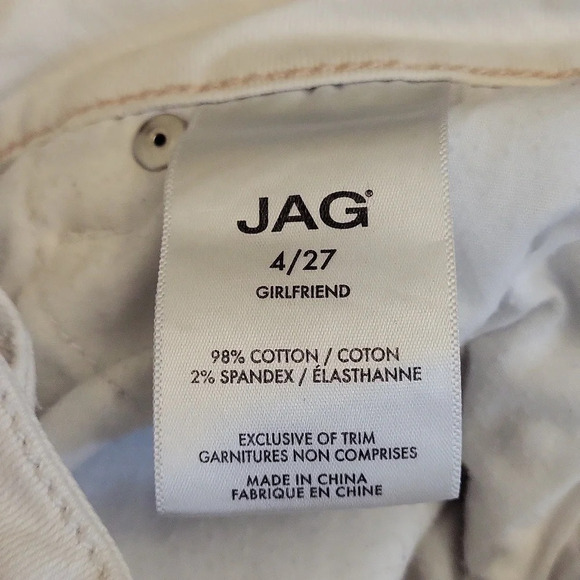 JAG®
4/27
GIRLFRIEND
98% COTTON / COTON
2% SPANDEX / ÉLASTHANNE
EXCLUSIVE OF TRIM
GARNITURES NON COMPRISES
MADE IN CHINA
FABRIQUE EN CHINE